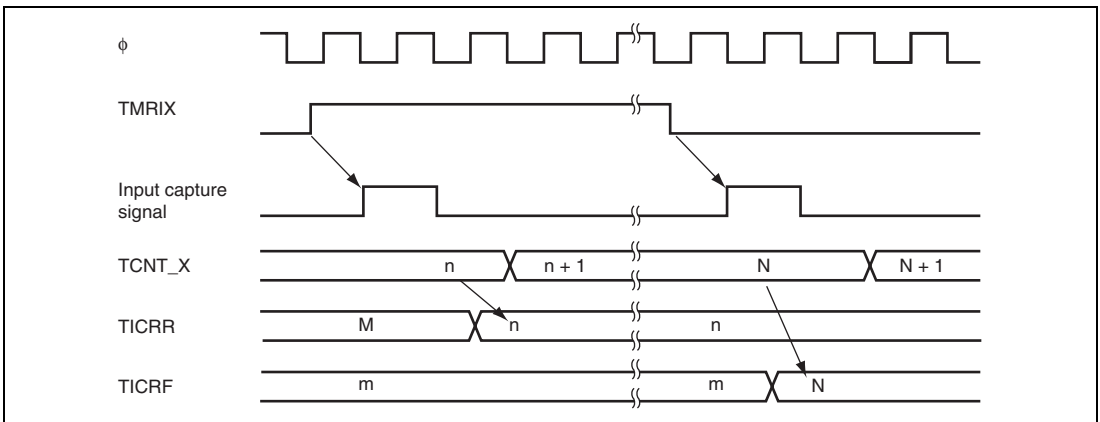 ϕ
TMRIX
Input capture
signal
TCNT_X n n + 1 N N + 1
TICRR M n n
TICRF m m N